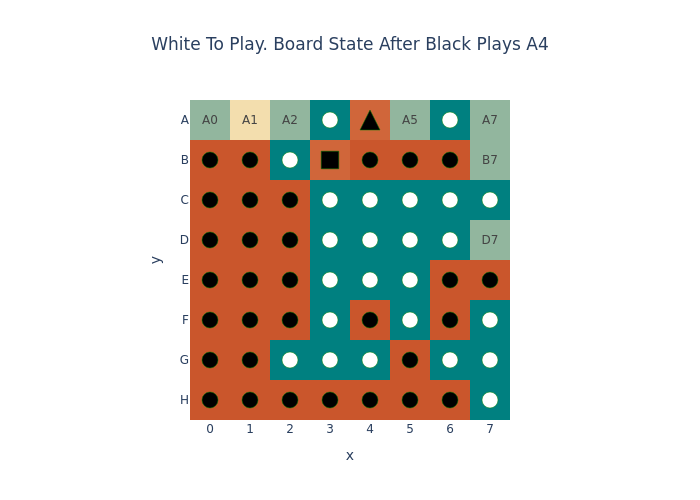 White To Play. Board State After Black Plays A4
A A0 A1 A2 A5 A7
B B7
C
D D7
E
F
G
H
y
0 1 2 3 4 5 6 7
x